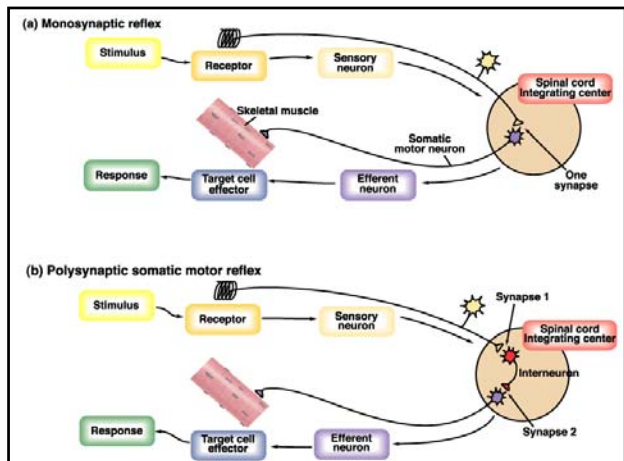 (a) Monosynaptic reflex
Stimulus
Receptor
Sensory
neuron
Spinal cord
Integrating center
Skeletal muscle
Somatic
motor neuron
One
synapse
Response
Target cell
effector
Efferent
neuron
(b) Polysynaptic somatic motor reflex
Stimulus
Receptor
Sensory
neuron
Synapse 1
Spinal cord
Integrating center
Interneuron
Response
Target cell
effector
Efferent
neuron
Synapse 2